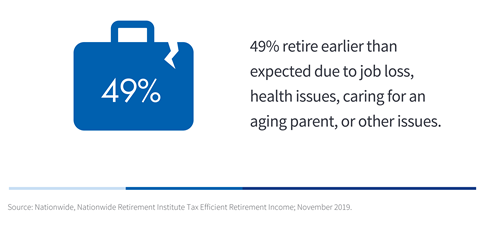 49%
49% retire earlier than
expected due to job loss,
health issues, caring for an
aging parent, or other issues.
Source: Nationwide, Nationwide Retirement Institute Tax Efficient Retirement Income; November 2019.